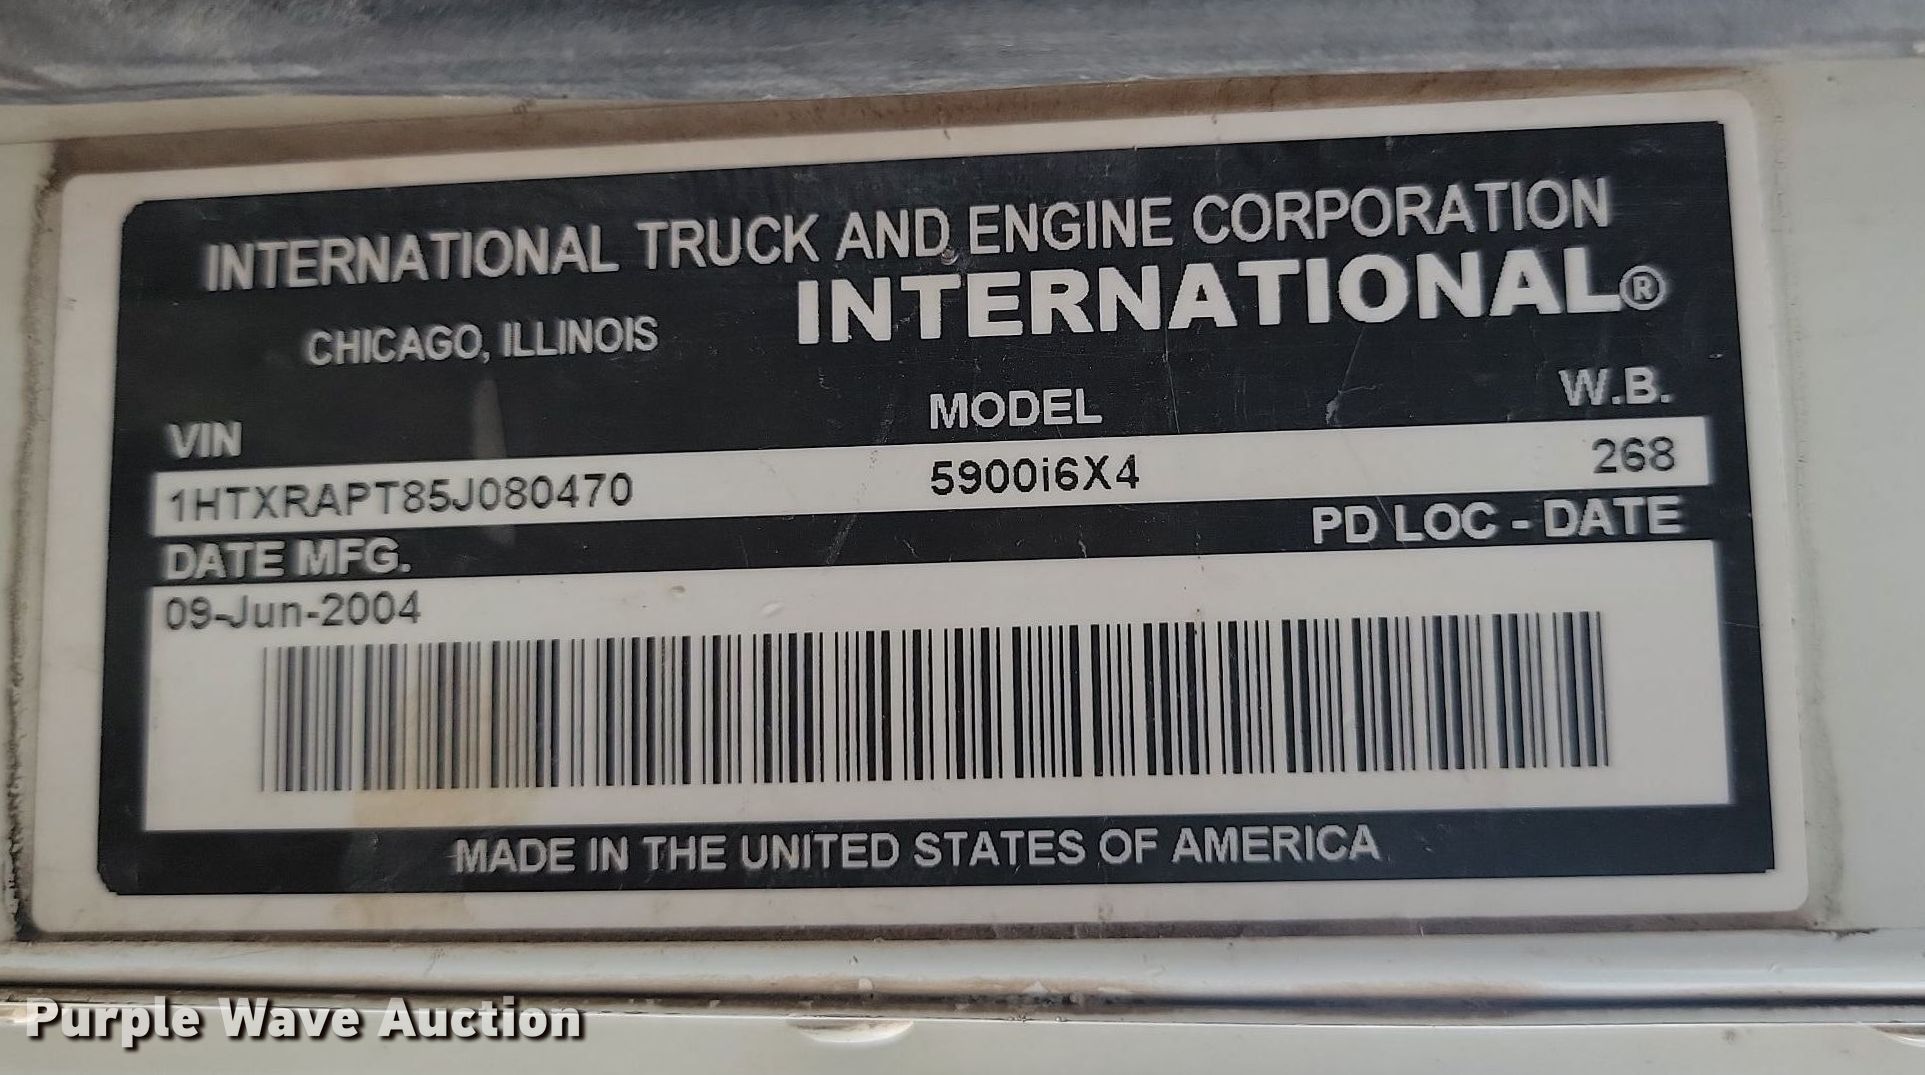 INTERNATIONAL TRUCK AND ENGINE CORPORATION
CHICAGO, ILLINOIS INTERNATIONAL®
VIN MODEL W.B.
1HTXRAPT85J080470 5900i6X4 268
DATE MFG. PD LOC - DATE
09-Jun-2004
MADE IN THE UNITED STATES OF AMERICA
Purple Wave Auction